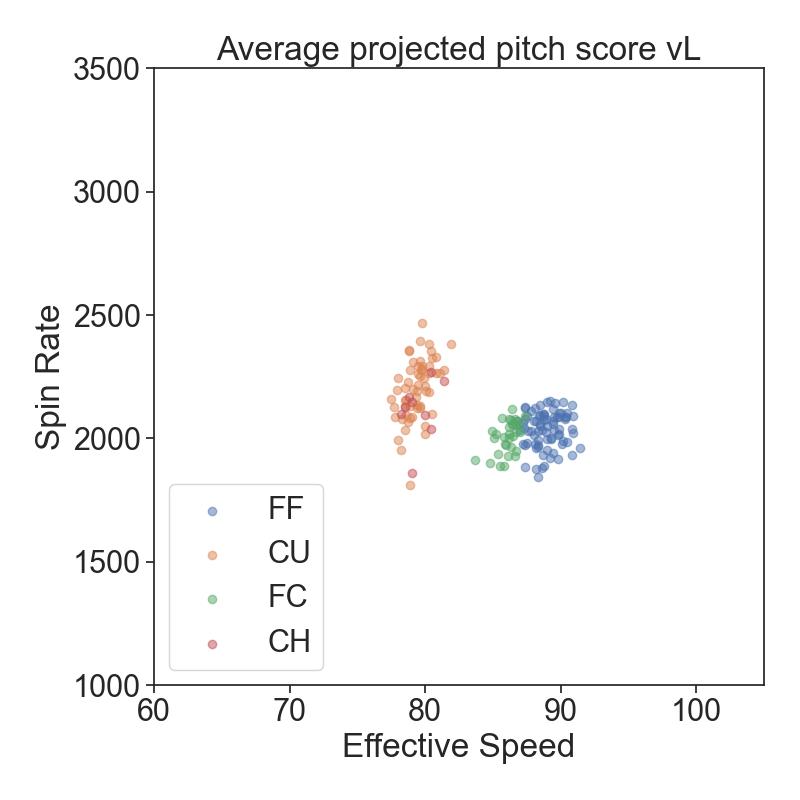 Average projected pitch score vL
3500
3000
2500
2000
1500
1000
Spin Rate
FF
CU
FC
CH
60 70 80 90 100
Effective Speed